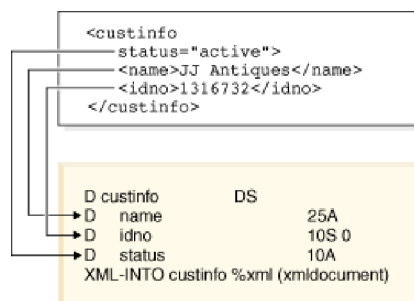 <custinfo
status="active">
<name>JJ Antiques</name>
<idno>1316732</idno>
</custinfo>
D custinfo DS
D name 25A
D idno 10S 0
D status 10A
XML-INTO custinfo %xml (xmldocument)